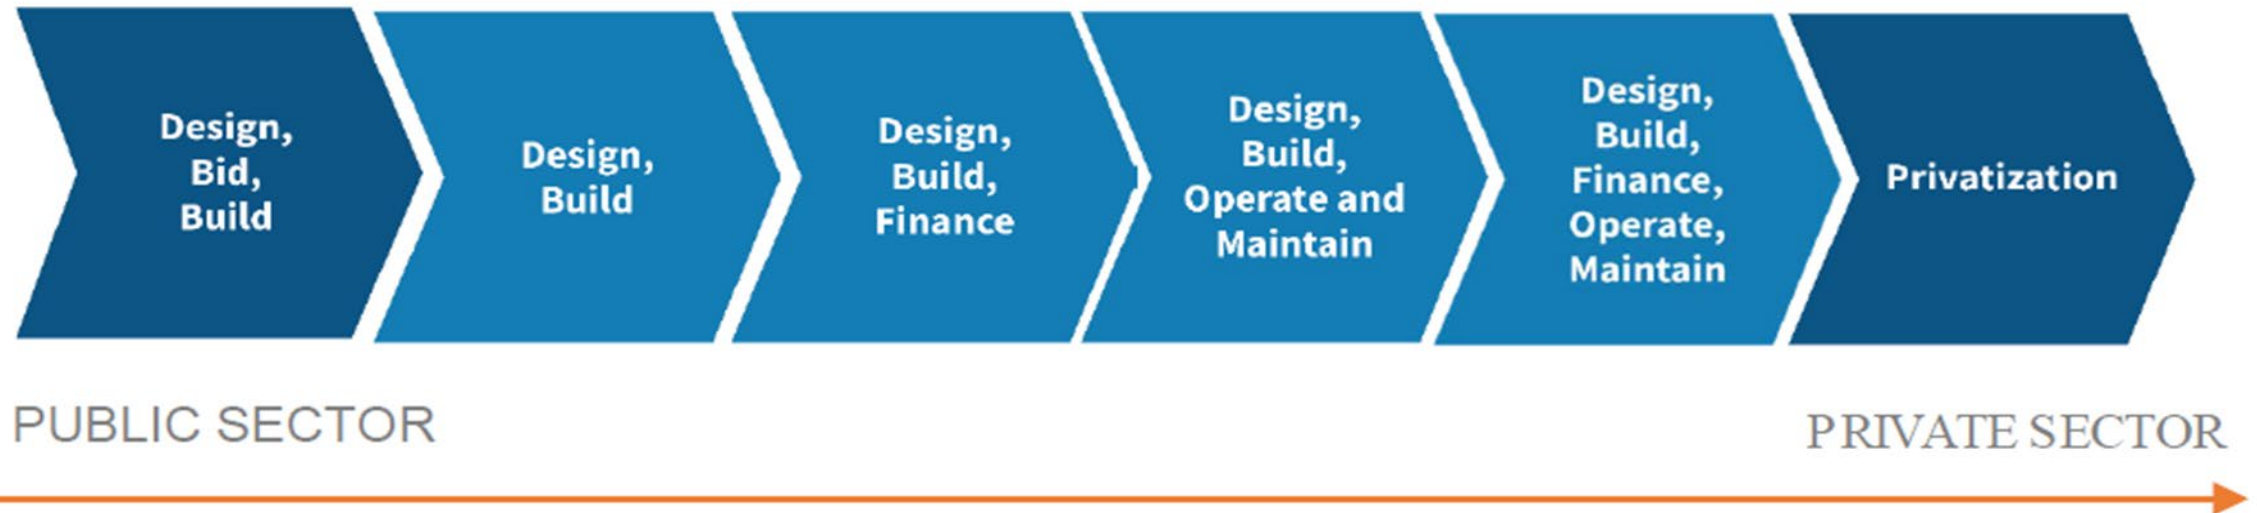 Design,
Bid,
Build
Design,
Build
Design,
Build,
Finance
Design,
Build,
Operate and
Maintain
Design,
Build,
Finance,
Operate,
Maintain
Privatization
PUBLIC SECTOR
PRIVATE SECTOR